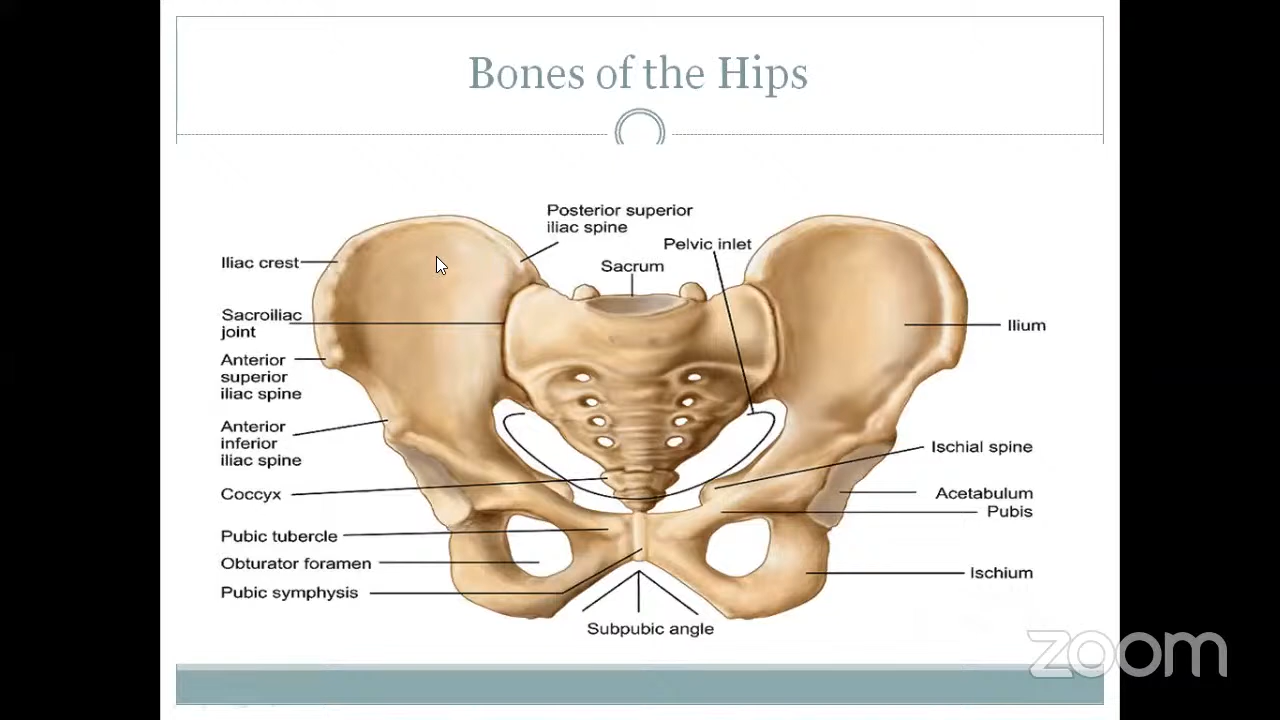 Bones of the Hips
Posterior superior
iliac spine
Pelvic inlet
Iliac crest
Sacrum
Sacroiliac
joint
Ilium
Anterior
superior
iliac spine
Anterior
inferior
iliac spine
Ischial spine
Coccyx
Acetabulum
Pubis
Pubic tubercle
Obturator foramen
Ischium
Pubic symphysis
Subpubic angle
zoom